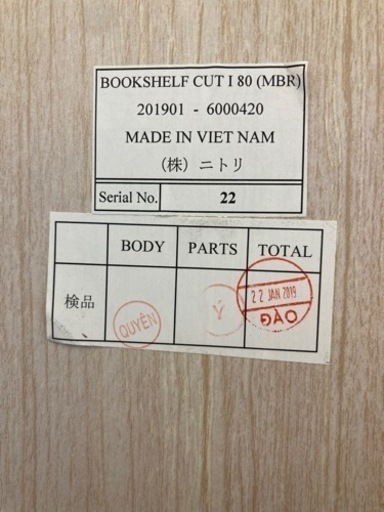 BOOKSHELF CUT I 80 (MBR)
201901 - 6000420
MADE IN VIET NAM
（株）ニトリ
Serial No. 22
BODY PARTS TOTAL
検品
QUYÊN
Ý
22 JAN 2019
ĐÀO